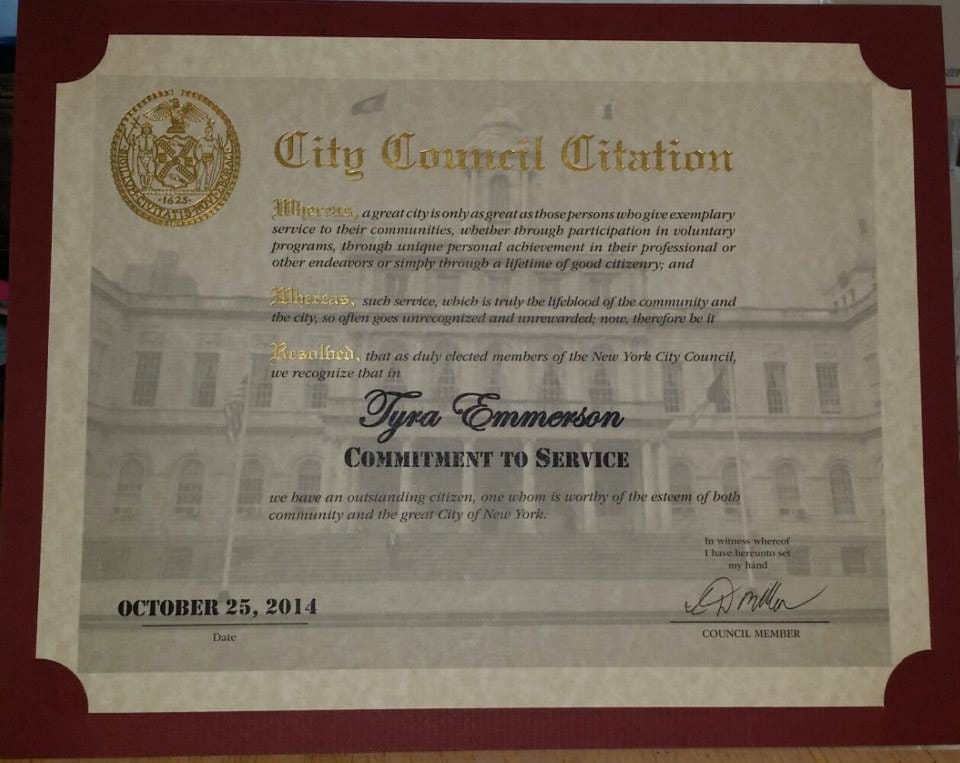 City Council Citation
Whereas, a great city is only as great as those persons who give exemplary
service to their communities, whether through participation in voluntary
programs, through unique personal achievement in their professional or
other endeavors or simply through a lifetime of good citizenry; and
Whereas, such service, which is truly the lifeblood of the community and
the city, so often goes unrecognized and unrewarded; now, therefore be it
Resolved, that as duly elected members of the New York City Council,
we recognize that in
Tyra Emmerson
COMMITMENT TO SERVICE
we have an outstanding citizen, one whom is worthy of the esteem of both
community and the great City of New York.
In witness whereof
I have hereunto set
my hand
OCTOBER 25, 2014
Date
COUNCIL MEMBER
1625